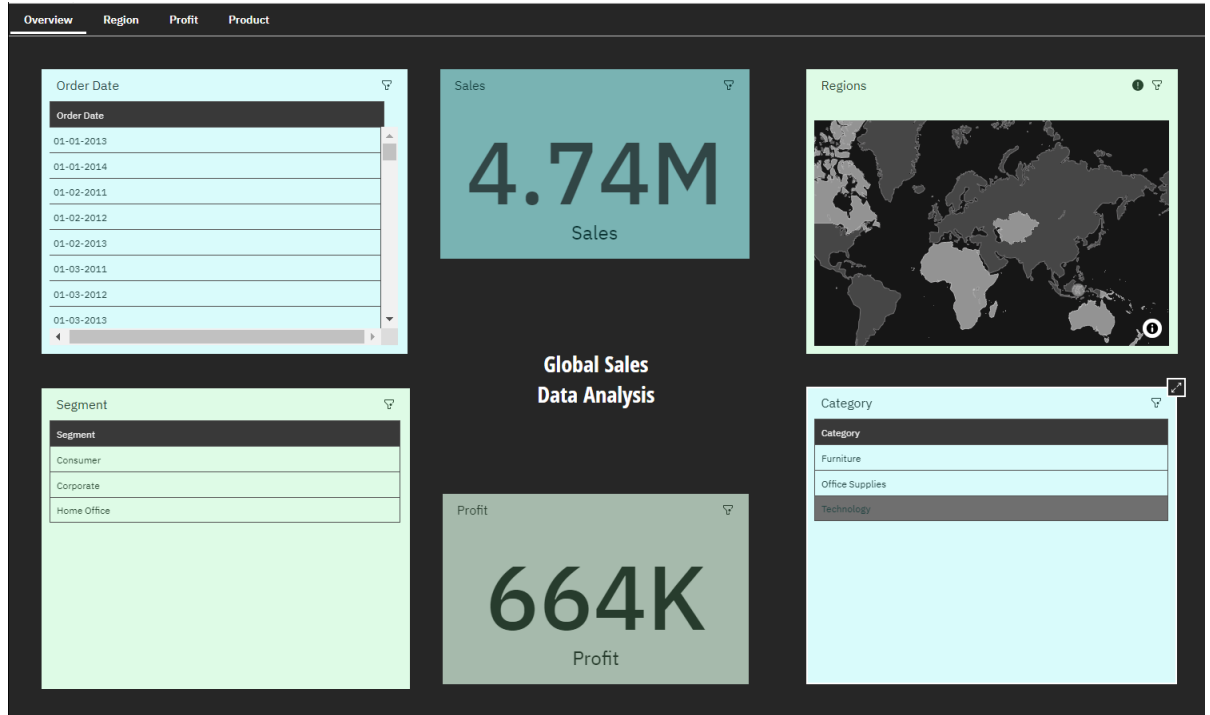 Overview Region Profit Product
Order Date
Order Date
01-01-2013
01-01-2014
01-02-2011
01-02-2012
01-02-2013
01-03-2011
01-03-2012
01-03-2013
Segment
Segment
Consumer
Corporate
Home Office
Sales
4.74M
Sales
Global Sales
Data Analysis
Profit
664K
Profit
Regions
Category
Category
Furniture
Office Supplies
Technology